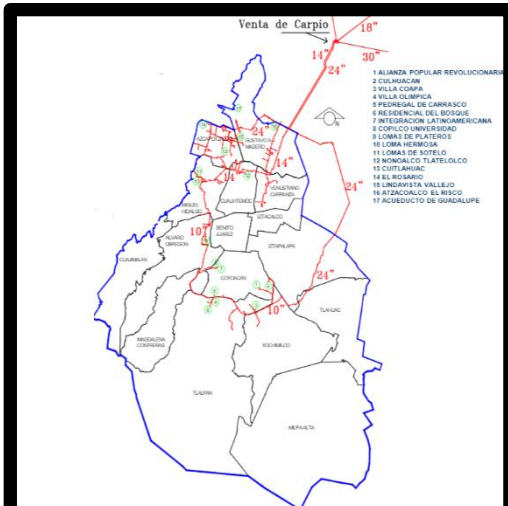 Venta de Carpio
18"
30"
14"
24"
1 ALIANZA POPULAR REVOLUCIONARIA
2 CULHUACAN
3 VILLA COAPA
4 VILLA OLIMPICA
5 PEDREGAL DE CARRASCO
6 RESIDENCIAL DEL BOSQUE
7 INTEGRACION LATINOAMERICANA
8 COPILCO UNIVERSIDAD
9 LOMAS DE PLATEROS
10 LOMA HERMOSA
11 LOMAS DE SOTELO
12 NONOALCO TLATELOLCO
13 CUITLAHUAC
14 EL ROSARIO
15 LINDAVISTA VALLEJO
16 ATZACOALCO EL RISCO
17 ACUEDUCTO DE GUADALUPE
N
24"
GUSTAVO A
MADERO
14"
14"
24"
VENUSTIANO
CARRANZA
CUAUHTEMOC
MIGUEL
HIDALGO
IZTACALCO
10"
BENITO
JUAREZ
ALVARO
OBREGON
IZTAPALAPA
CUAJIMALPA
COYOACAN
24"
10"
TLAHUAC
MAGDALENA
CONTRERAS
XOCHIMILCO
TLALPAN
MILPA ALTA